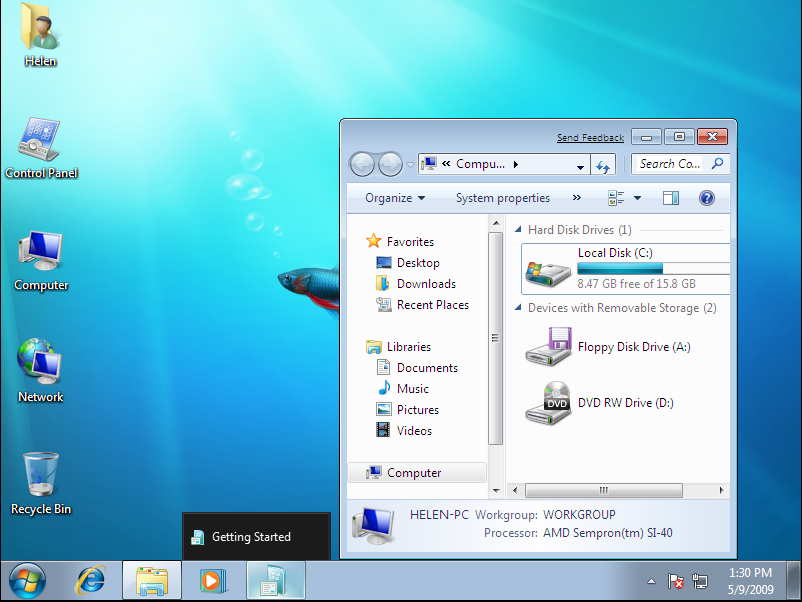 Helen
Control Panel
Computer
Network
Recycle Bin
Send Feedback
« Compu...
Search Co...
Organize
System properties
»
Favorites
Desktop
Downloads
Recent Places
Libraries
Documents
Music
Pictures
Videos
Computer
Hard Disk Drives (1)
Local Disk (C:)
8.47 GB free of 15.8 GB
Devices with Removable Storage (2)
Floppy Disk Drive (A:)
DVD
DVD RW Drive (D:)
HELEN-PC Workgroup: WORKGROUP
Processor: AMD Sempron(tm) SI-40
Getting Started
1:30 PM
5/9/2009